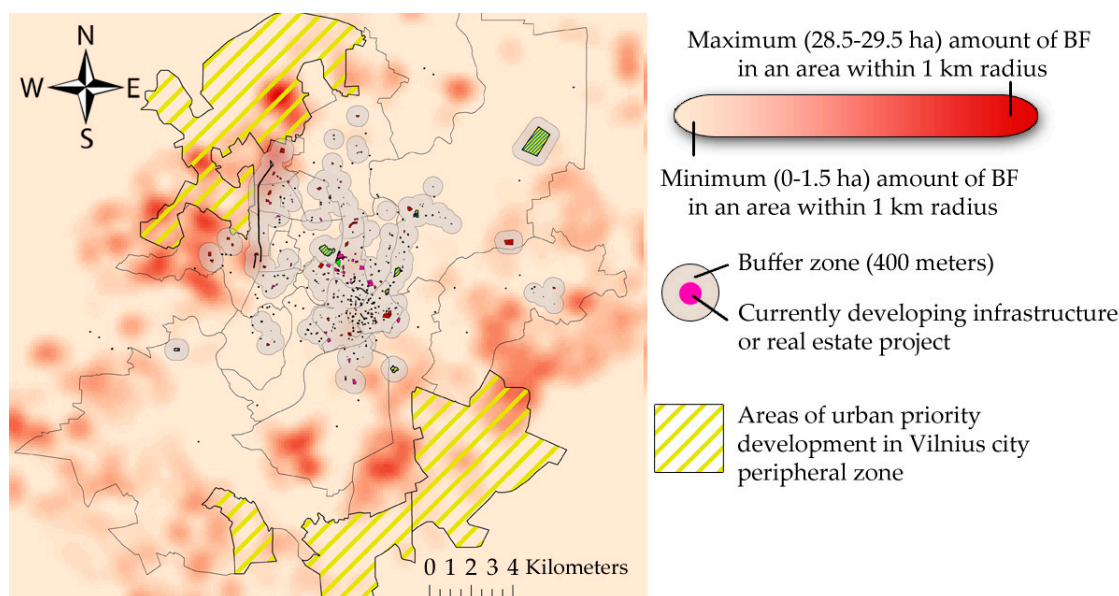 N
W
E
S
0 1 2 3 4 Kilometers
Maximum (28.5-29.5 ha) amount of BF
in an area within 1 km radius
Minimum (0-1.5 ha) amount of BF
in an area within 1 km radius
Buffer zone (400 meters)
Currently developing infrastructure
or real estate project
Areas of urban priority
development in Vilnius city
peripheral zone